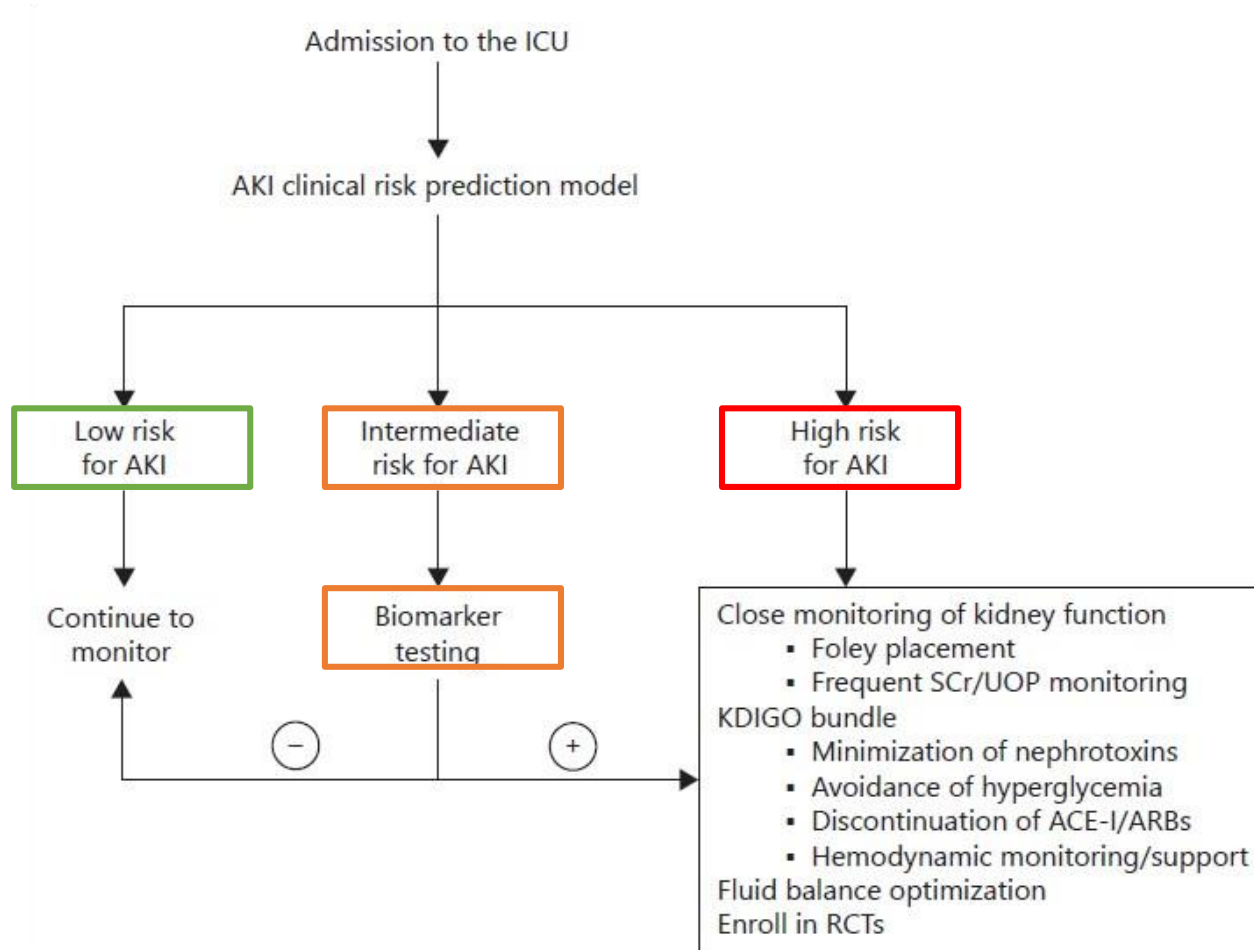 Admission to the ICU
AKI clinical risk prediction model
Low risk
for AKI
Intermediate
risk for AKI
High risk
for AKI
Continue to
monitor
Biomarker
testing
−
+
Close monitoring of kidney function
▪ Foley placement
▪ Frequent SCr/UOP monitoring
KDIGO bundle
▪ Minimization of nephrotoxins
▪ Avoidance of hyperglycemia
▪ Discontinuation of ACE-I/ARBs
▪ Hemodynamic monitoring/support
Fluid balance optimization
Enroll in RCTs